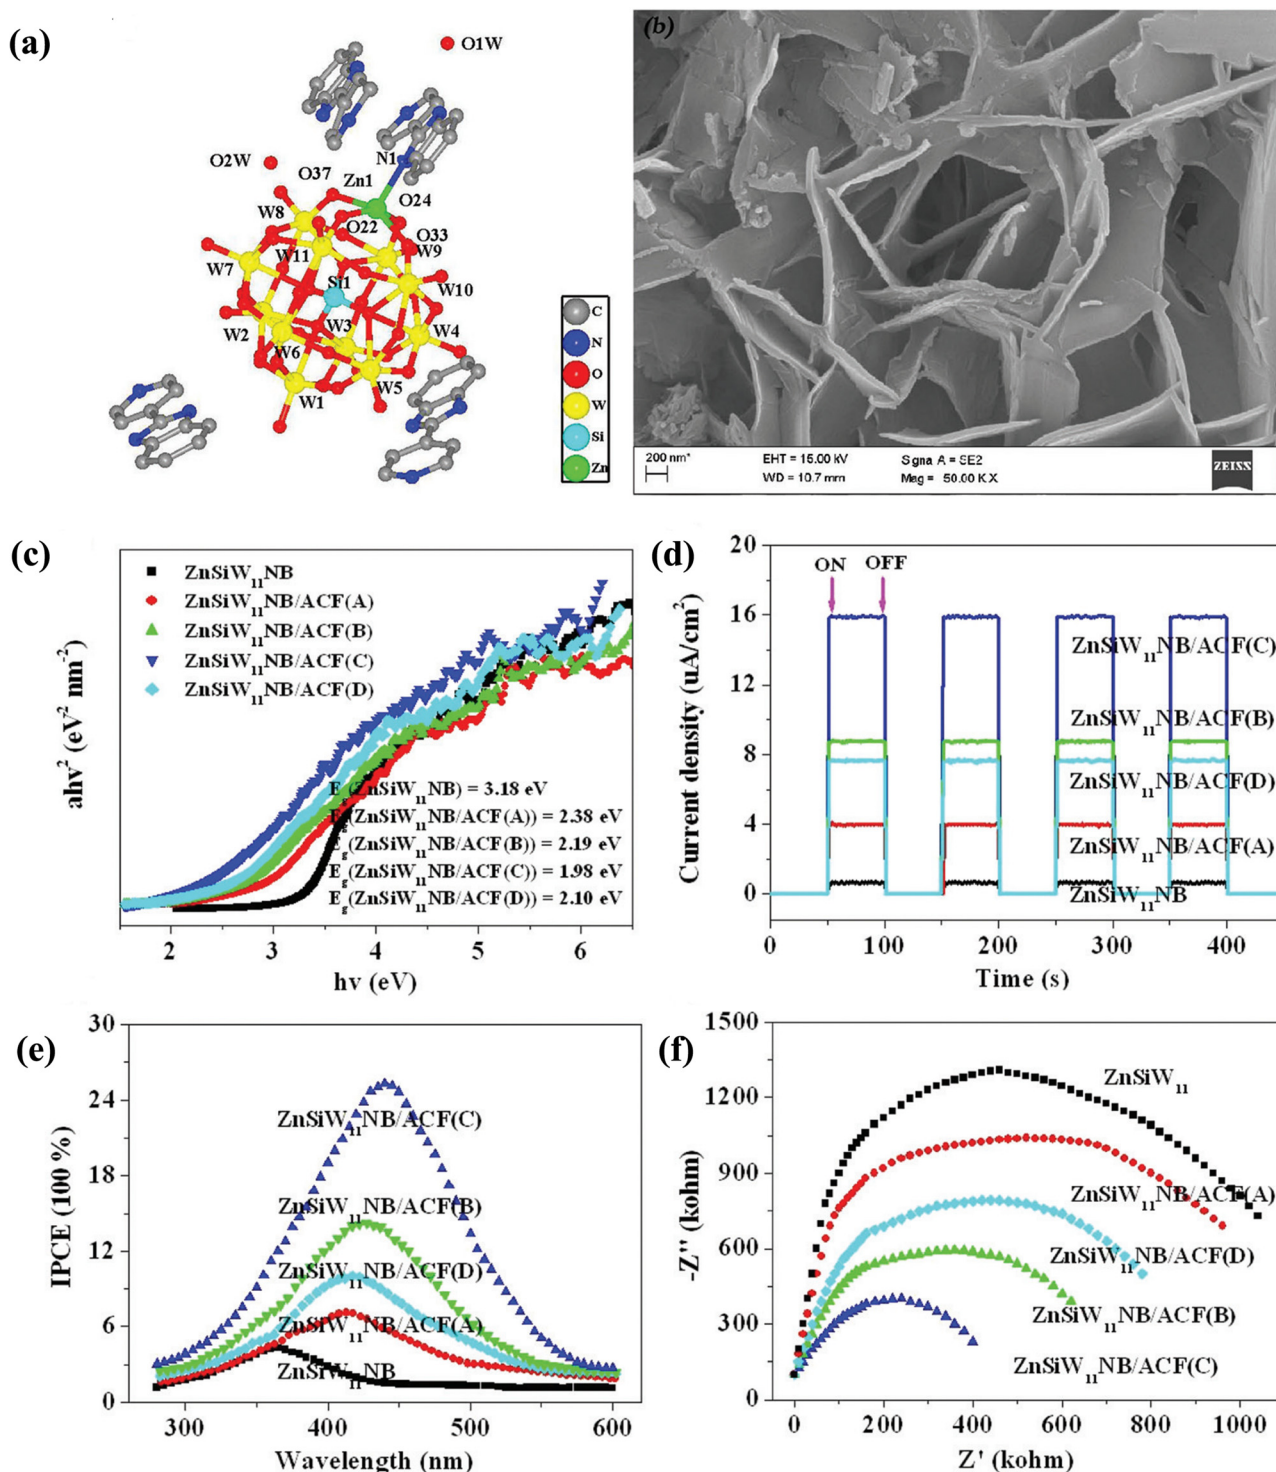 (a)
O1W
O2W
N1
O37
Zn1
O24
W8
O22
O33
W9
W11
W7
Si1
W10
W2
W3
W4
W6
W5
W1
C
N
O
W
Si
Zn
(b)
200 nm*
EHT = 15.00 kV
WD = 10.7 mm
Signa A = SE2
Mag = 50.00 K X
ZEISS
(c)
ZnSiW₁₁NB
ZnSiW₁₁NB/ACF(A)
ZnSiW₁₁NB/ACF(B)
ZnSiW₁₁NB/ACF(C)
ZnSiW₁₁NB/ACF(D)
E_g(ZnSiW₁₁NB) = 3.18 eV
E_g(ZnSiW₁₁NB/ACF(A)) = 2.38 eV
E_g(ZnSiW₁₁NB/ACF(B)) = 2.19 eV
E_g(ZnSiW₁₁NB/ACF(C)) = 1.98 eV
E_g(ZnSiW₁₁NB/ACF(D)) = 2.10 eV
ahv² (eV² nm⁻²)
2 3 4 5 6
hv (eV)
(d)
20
16
12
8
4
0
ON OFF
ZnSiW₁₁NB/ACF(C)
ZnSiW₁₁NB/ACF(B)
ZnSiW₁₁NB/ACF(D)
ZnSiW₁₁NB/ACF(A)
ZnSiW₁₁NB
Current density (uA/cm²)
0 100 200 300 400
Time (s)
(e)
30
24
18
12
6
0
ZnSiW₁₁NB/ACF(C)
ZnSiW₁₁NB/ACF(B)
ZnSiW₁₁NB/ACF(D)
ZnSiW₁₁NB/ACF(A)
ZnSiW₁₁NB
IPCE (100 %)
300 400 500 600
Wavelength (nm)
(f)
1500
1200
900
600
300
0
ZnSiW₁₁
ZnSiW₁₁NB/ACF(A)
ZnSiW₁₁NB/ACF(D)
ZnSiW₁₁NB/ACF(B)
ZnSiW₁₁NB/ACF(C)
-Z'' (kohm)
0 200 400 600 800 1000
Z' (kohm)